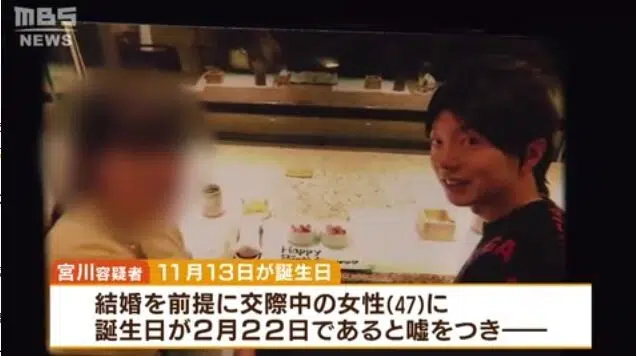 MBS
NEWS
Happy
宮川容疑者 11月13日が誕生日
結婚を前提に交際中の女性(47)に
誕生日が2月22日であると嘘をつき──